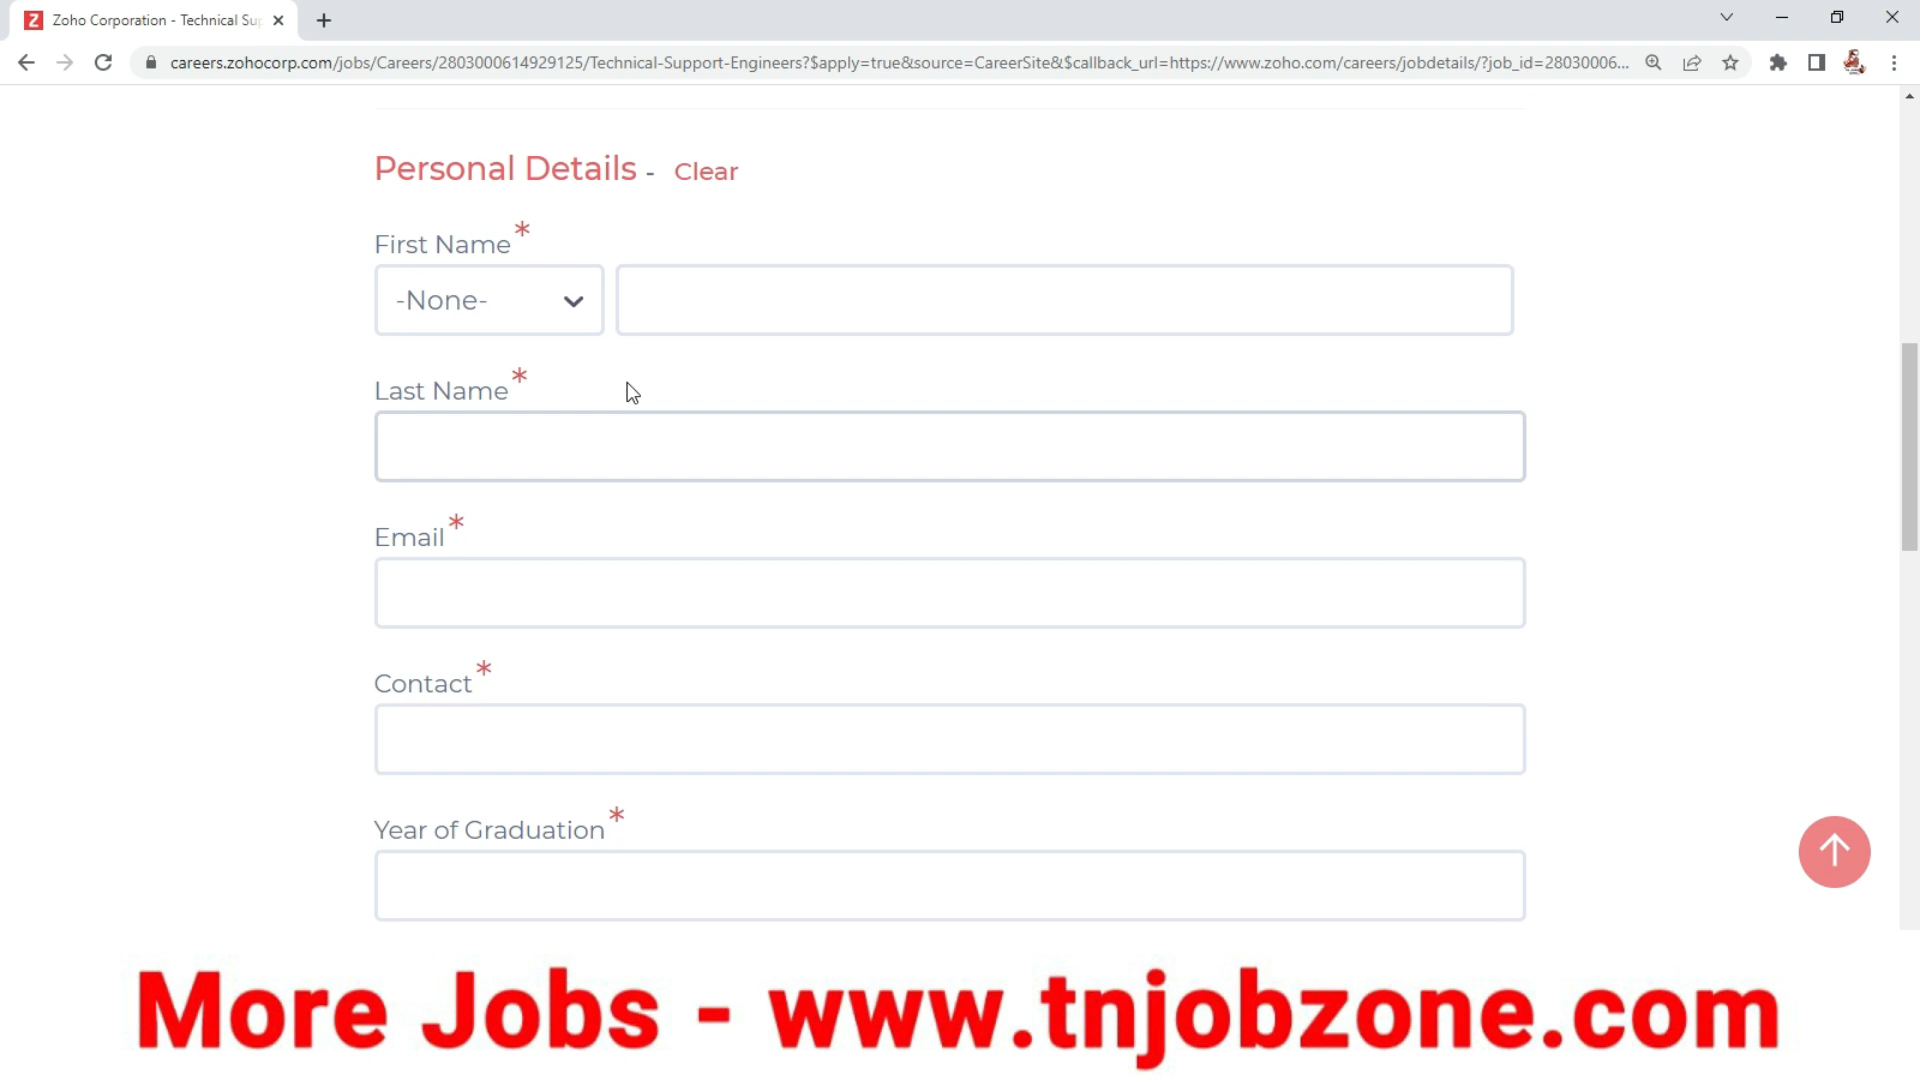 Zoho Corporation - Technical Sup
careers.zohocorp.com/jobs/Careers/2803000614929125/Technical-Support-Engineers?$apply=true&source=CareerSite&$callback_url=https://www.zoho.com/careers/jobdetails/?job_id=28030006...
Personal Details - Clear
First Name *
-None-
Last Name *
Email *
Contact *
Year of Graduation *
More Jobs - www.tnjobzone.com